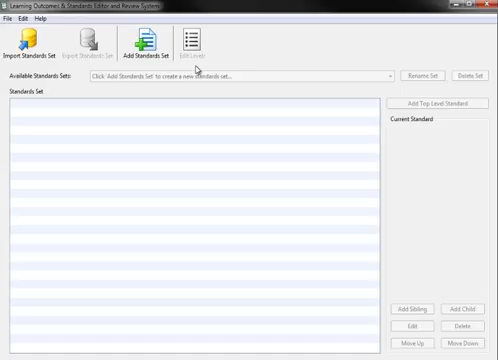 Learning Outcomes & Standards Editor and Review System
File Edit Help
Import Standards Set Export Standards Set Add Standards Set Edit Levels
Available Standards Sets: Click 'Add Standards Set' to create a new standards set... Rename Set Delete Set
Standards Set
Add Top Level Standard
Current Standard
Add Sibling Add Child
Edit Delete
Move Up Move Down